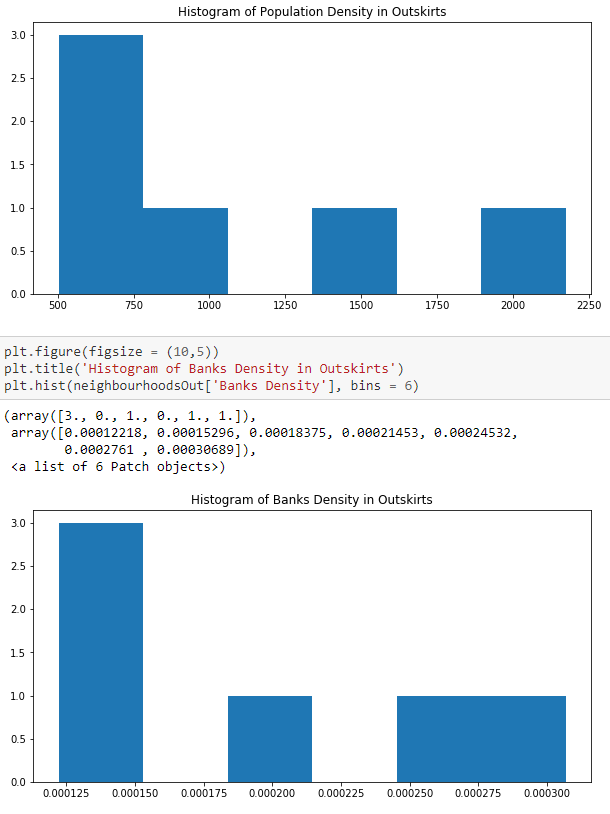 Histogram of Population Density in Outskirts
3.0
2.5
2.0
1.5
1.0
0.5
0.0
500 750 1000 1250 1500 1750 2000 2250
plt.figure(figsize = (10,5))
plt.title('Histogram of Banks Density in Outskirts')
plt.hist(neighbourhoodsOut['Banks Density'], bins = 6)
(array([3., 0., 1., 0., 1., 1.]),
array([0.00012218, 0.00015296, 0.00018375, 0.00021453, 0.00024532,
0.0002761 , 0.00030689]),
<a list of 6 Patch objects>)
Histogram of Banks Density in Outskirts
3.0
2.5
2.0
1.5
1.0
0.5
0.0
0.000125 0.000150 0.000175 0.000200 0.000225 0.000250 0.000275 0.000300